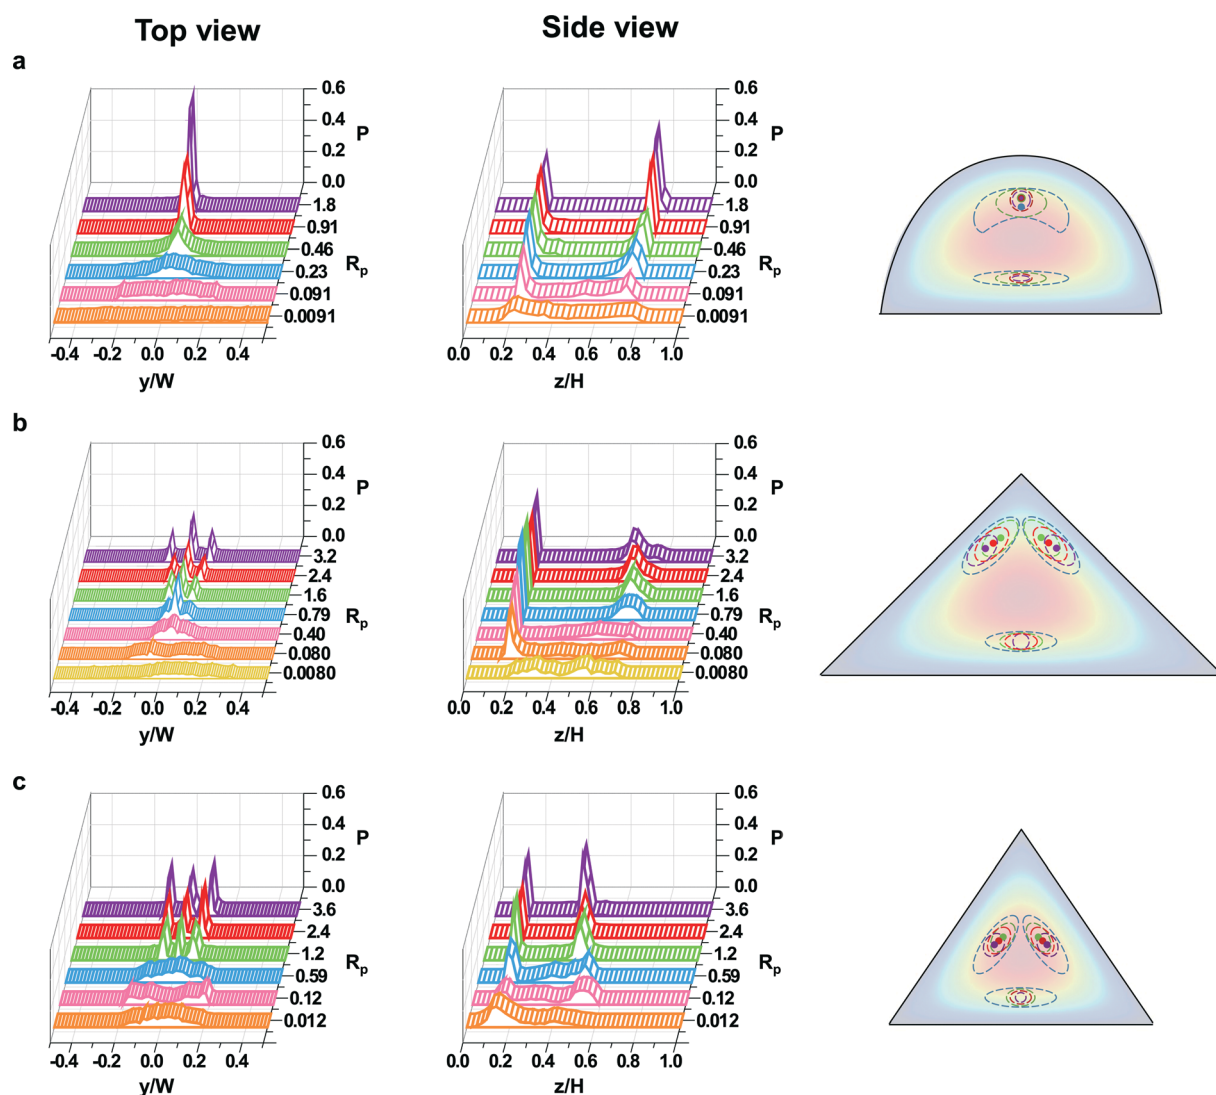 Top view
Side view
a
0.6
0.4
P
0.2
0.0
1.8
0.91
0.46
0.23
Rp
0.091
0.0091
-0.4 -0.2 0.0 0.2 0.4
y/W
0.6
0.4
P
0.2
0.0
1.8
0.91
0.46
0.23
Rp
0.091
0.0091
0.0 0.2 0.4 0.6 0.8 1.0
z/H
b
0.6
0.4
P
0.2
0.0
3.2
2.4
1.6
0.79
Rp
0.40
0.080
0.0080
-0.4 -0.2 0.0 0.2 0.4
y/W
0.6
0.4
P
0.2
0.0
3.2
2.4
1.6
0.79
Rp
0.40
0.080
0.0080
0.0 0.2 0.4 0.6 0.8 1.0
z/H
c
0.6
0.4
P
0.2
0.0
3.6
2.4
1.2
0.59
Rp
0.12
0.012
-0.4 -0.2 0.0 0.2 0.4
y/W
0.6
0.4
P
0.2
0.0
3.6
2.4
1.2
0.59
Rp
0.12
0.012
0.0 0.2 0.4 0.6 0.8 1.0
z/H